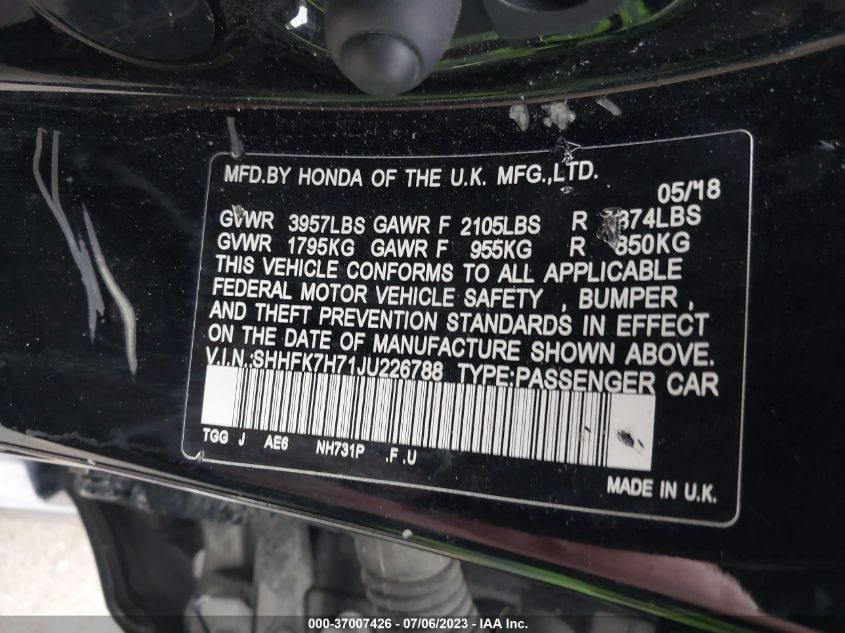 MFD.BY HONDA OF THE U.K. MFG.,LTD.
05/18
GVWR 3957LBS GAWR F 2105LBS R 874LBS
GVWR 1795KG GAWR F 955KG R 850KG
THIS VEHICLE CONFORMS TO ALL APPLICABLE
FEDERAL MOTOR VEHICLE SAFETY , BUMPER ,
AND THEFT PREVENTION STANDARDS IN EFFECT
ON THE DATE OF MANUFACTURE SHOWN ABOVE.
V.I.N.:SHHFK7H71JU226788 TYPE:PASSENGER CAR
TGG J AE6 NH731P .F .U
MADE IN U.K.
000-37007426 - 07/06/2023 - © IAA Inc.